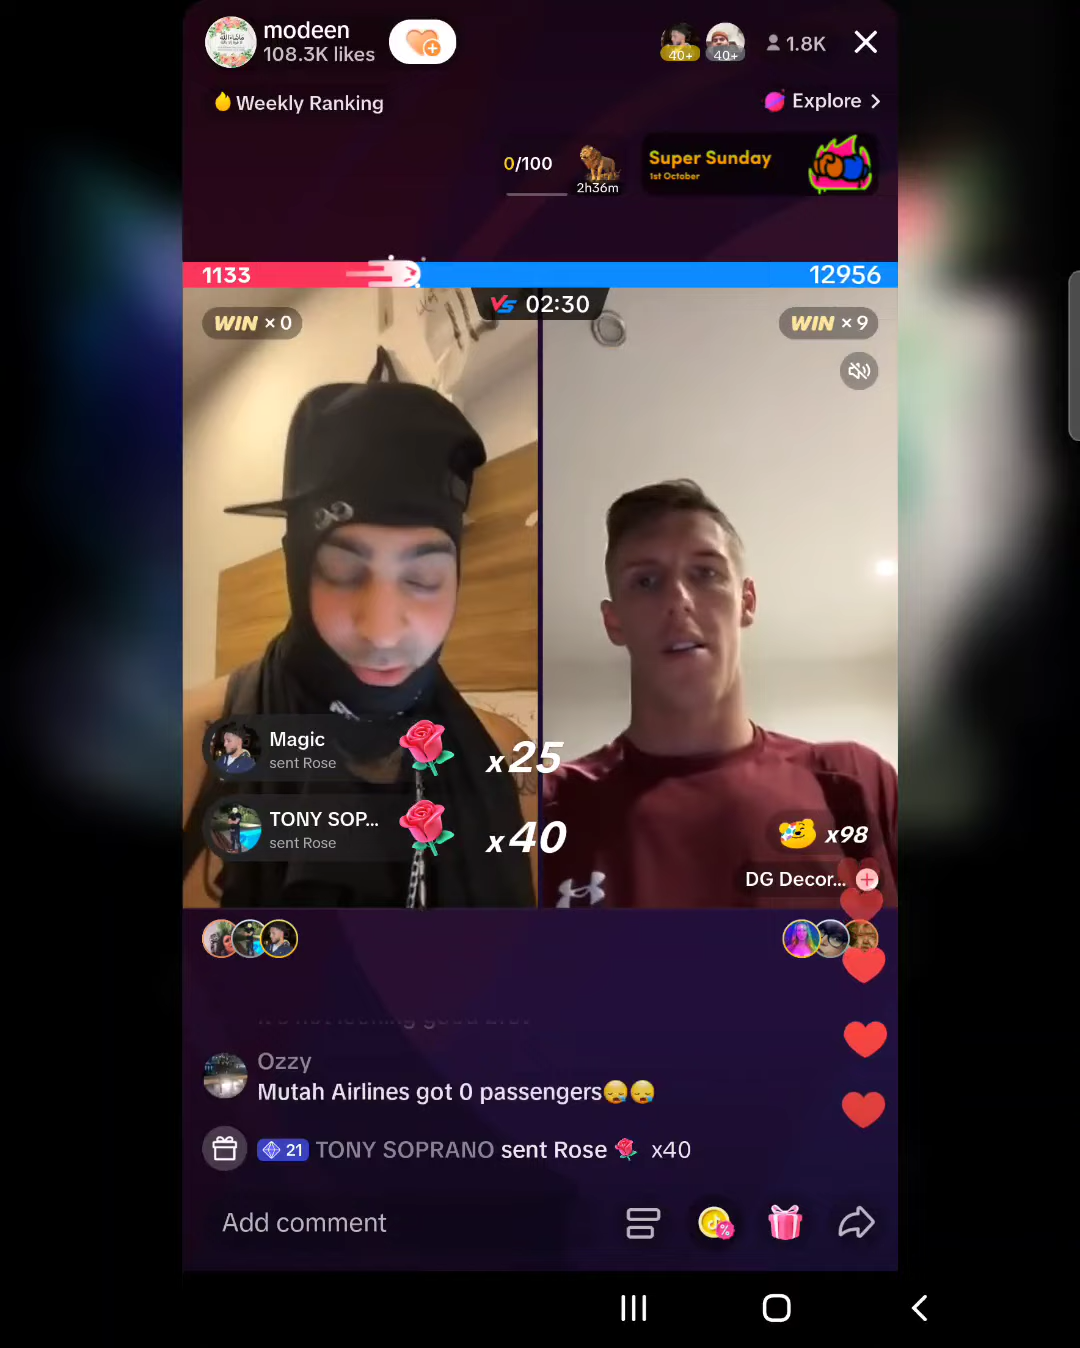 modeen
108.3K likes
40+
40+
1.8K
Weekly Ranking
Explore
0/100
2h36m
Super Sunday
1st October
1133
12956
VS 02:30
WIN × 0
WIN × 9
Magic
sent Rose
x25
TONY SOP...
sent Rose
x40
x98
DG Decor...
Ozzy
Mutah Airlines got 0 passengers😪😪
21 TONY SOPRANO sent Rose 🌹 x40
Add comment